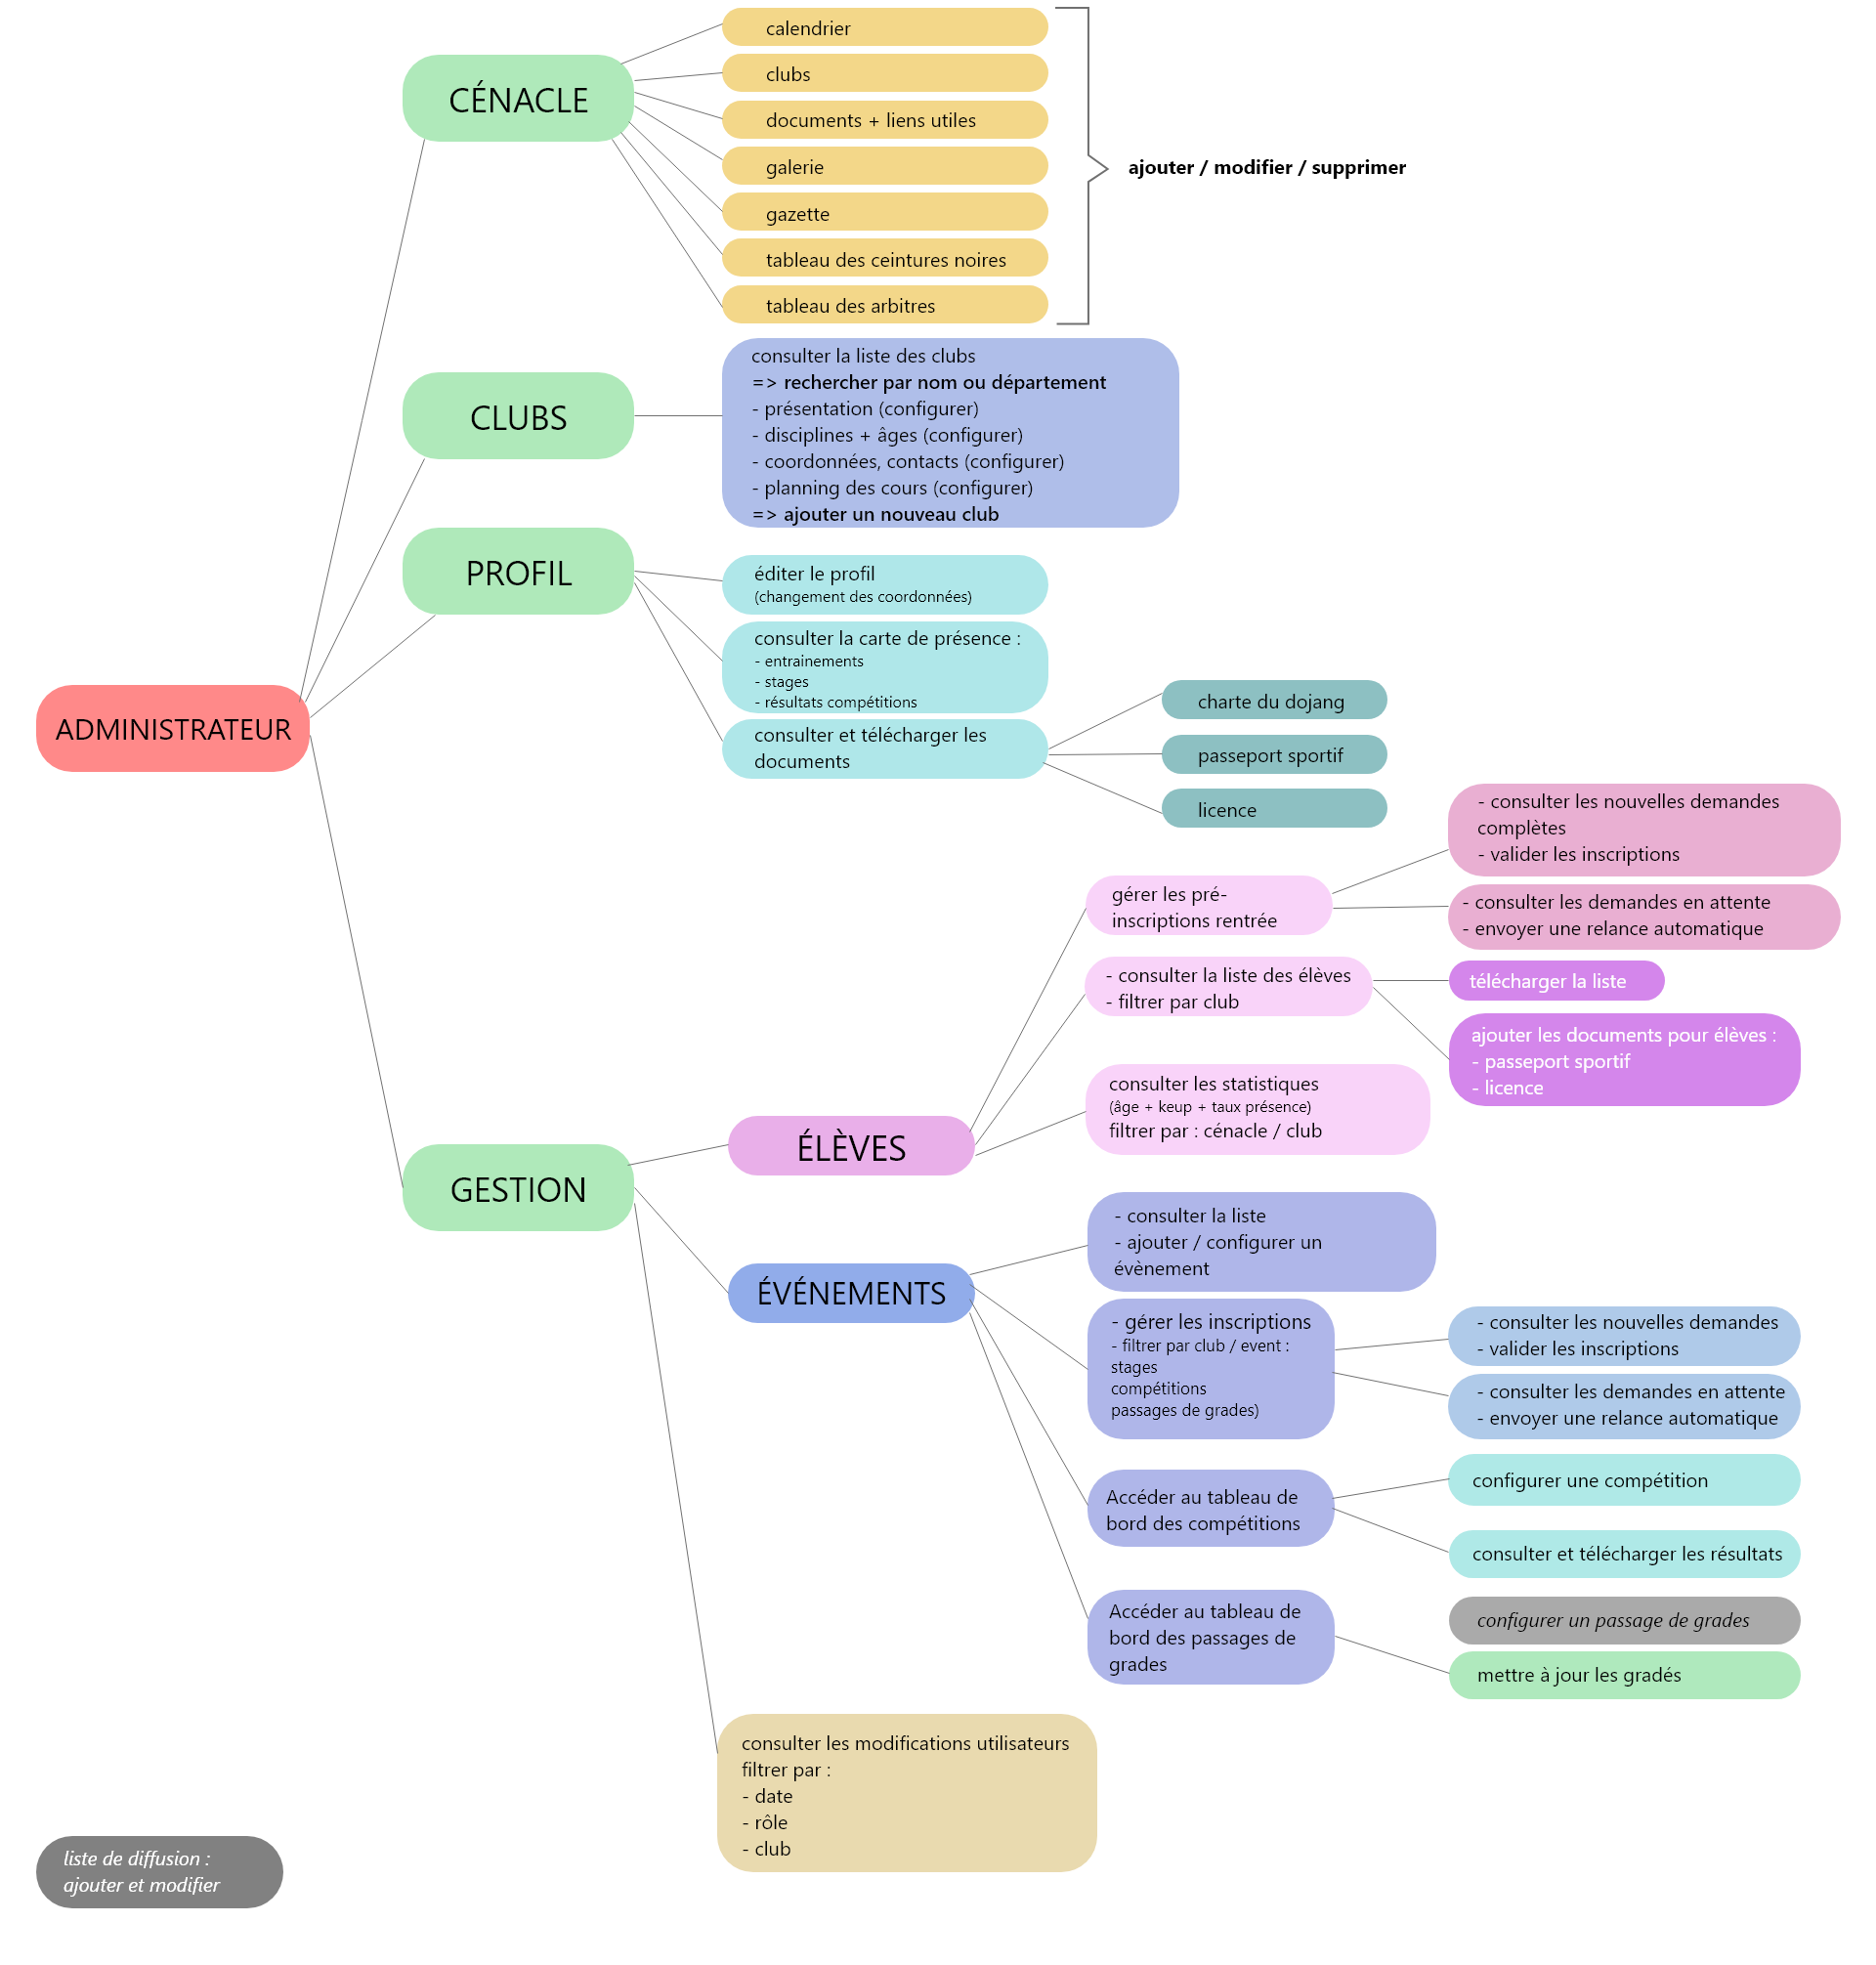 CÉNACLE
calendrier
clubs
documents + liens utiles
galerie
gazette
tableau des ceintures noires
tableau des arbitres
ajouter / modifier / supprimer
CLUBS
consulter la liste des clubs
=> rechercher par nom ou département
- présentation (configurer)
- disciplines + âges (configurer)
- coordonnées, contacts (configurer)
- planning des cours (configurer)
=> ajouter un nouveau club
PROFIL
éditer le profil
(changement des coordonnées)
consulter la carte de présence :
- entrainements
- stages
- résultats compétitions
consulter et télécharger les
documents
charte du dojang
passeport sportif
licence
ADMINISTRATEUR
GESTION
ÉLÈVES
gérer les pré-
inscriptions rentrée
- consulter les nouvelles demandes
complètes
- valider les inscriptions
- consulter les demandes en attente
- envoyer une relance automatique
- consulter la liste des élèves
- filtrer par club
télécharger la liste
ajouter les documents pour élèves :
- passeport sportif
- licence
consulter les statistiques
(âge + keup + taux présence)
filtrer par : cénacle / club
ÉVÉNEMENTS
- consulter la liste
- ajouter / configurer un
évènement
- gérer les inscriptions
- filtrer par club / event :
stages
compétitions
passages de grades)
- consulter les nouvelles demandes
- valider les inscriptions
- consulter les demandes en attente
- envoyer une relance automatique
Accéder au tableau de
bord des compétitions
configurer une compétition
consulter et télécharger les résultats
Accéder au tableau de
bord des passages de
grades
configurer un passage de grades
mettre à jour les gradés
consulter les modifications utilisateurs
filtrer par :
- date
- rôle
- club
liste de diffusion :
ajouter et modifier